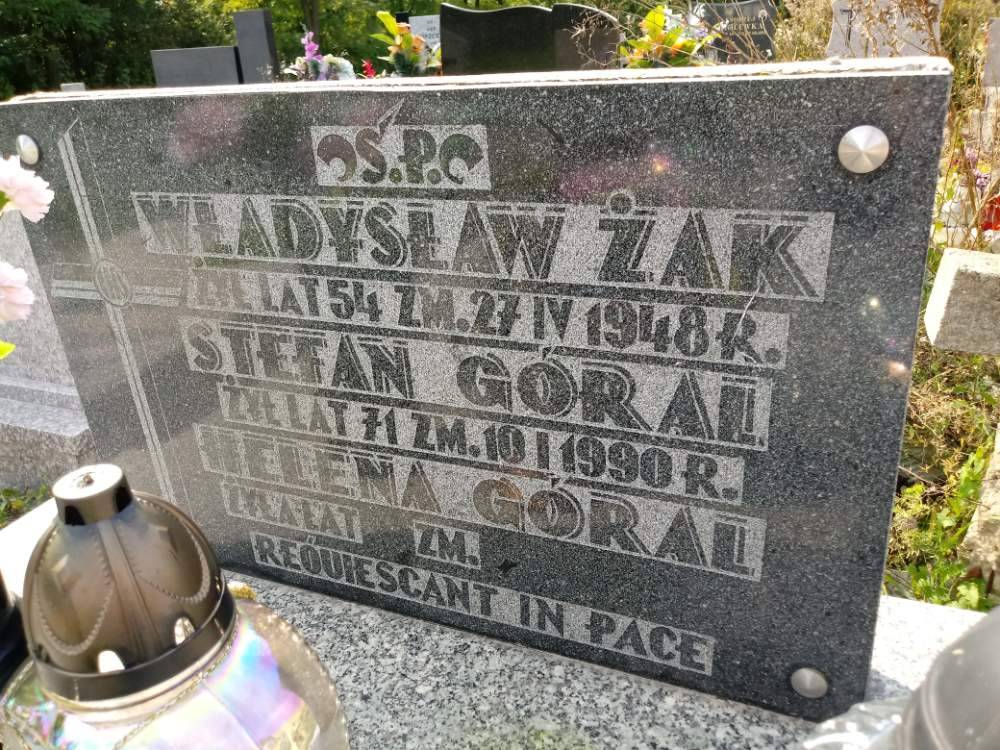 Ś.P.
WŁADYSŁAW ŻAK
ŻYŁ LAT 54 ZM. 27 IV 1948 R.
STEFAN GÓRAL
ŻYŁ LAT 71 ZM. 10 I 1990 R.
HELENA GÓRAL
ŻYŁA LAT ZM.
REQUIESCANT IN PACE